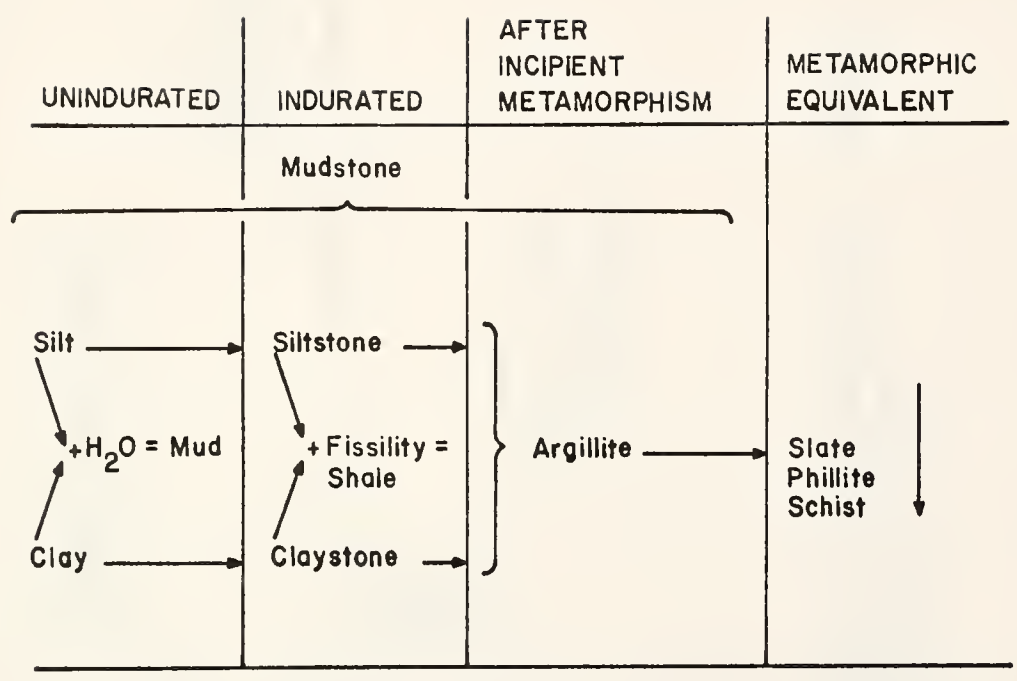 UNINDURATED
INDURATED
AFTER
INCIPIENT
METAMORPHISM
METAMORPHIC
EQUIVALENT
Mudstone
Silt
Siltstone
+H2O = Mud
+ Fissility =
Shale
Argillite
Slate
Phillite
Schist
Clay
Claystone